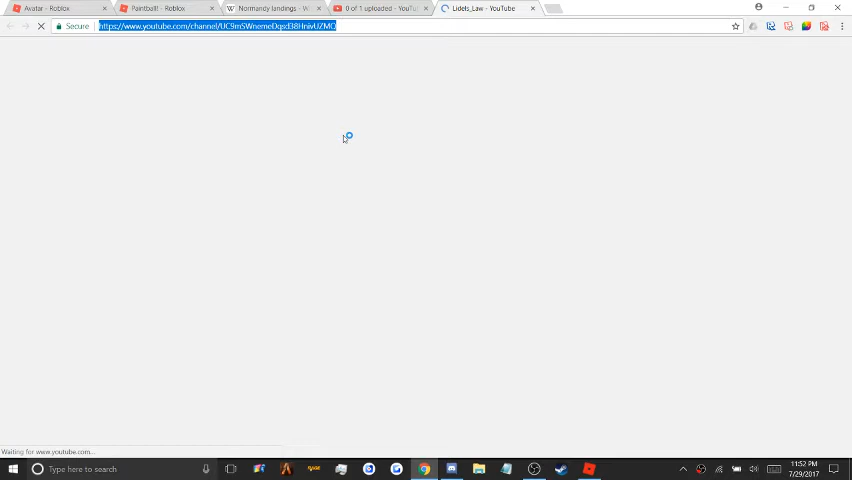 Avatar - Roblox
Paintball! - Roblox
Normandy landings - W
0 of 1 uploaded - YouTu
Lidels_Law - YouTube
Secure
https://www.youtube.com/channel/UC9mSWnemeDqsd38HnivUZMQ
Waiting for www.youtube.com...
Type here to search
11:52 PM
7/29/2017